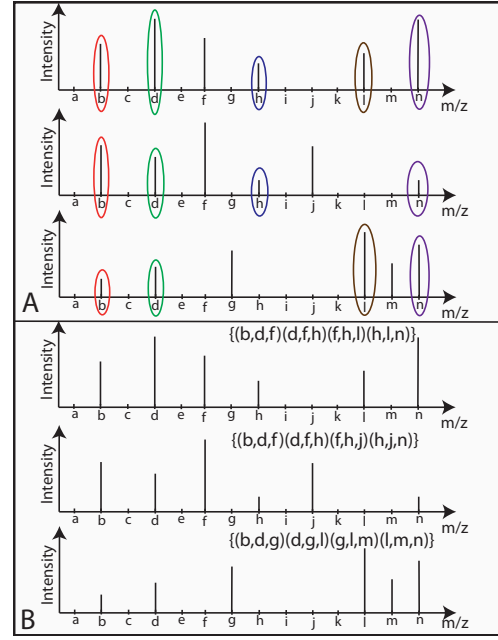 Intensity
a b c d e f g h i j k l m n
m/z
Intensity
a b c d e f g h i j k l m n
m/z
Intensity
a b c d e f g h i j k l m n
m/z
A
{(b,d,f)(d,f,h)(f,h,l)(h,l,n)}
Intensity
a b c d e f g h i j k l m n
m/z
{(b,d,f)(d,f,h)(f,h,j)(h,j,n)}
Intensity
a b c d e f g h i j k l m n
m/z
{(b,d,g)(d,g,l)(g,l,m)(l,m,n)}
Intensity
a b c d e f g h i j k l m n
m/z
B